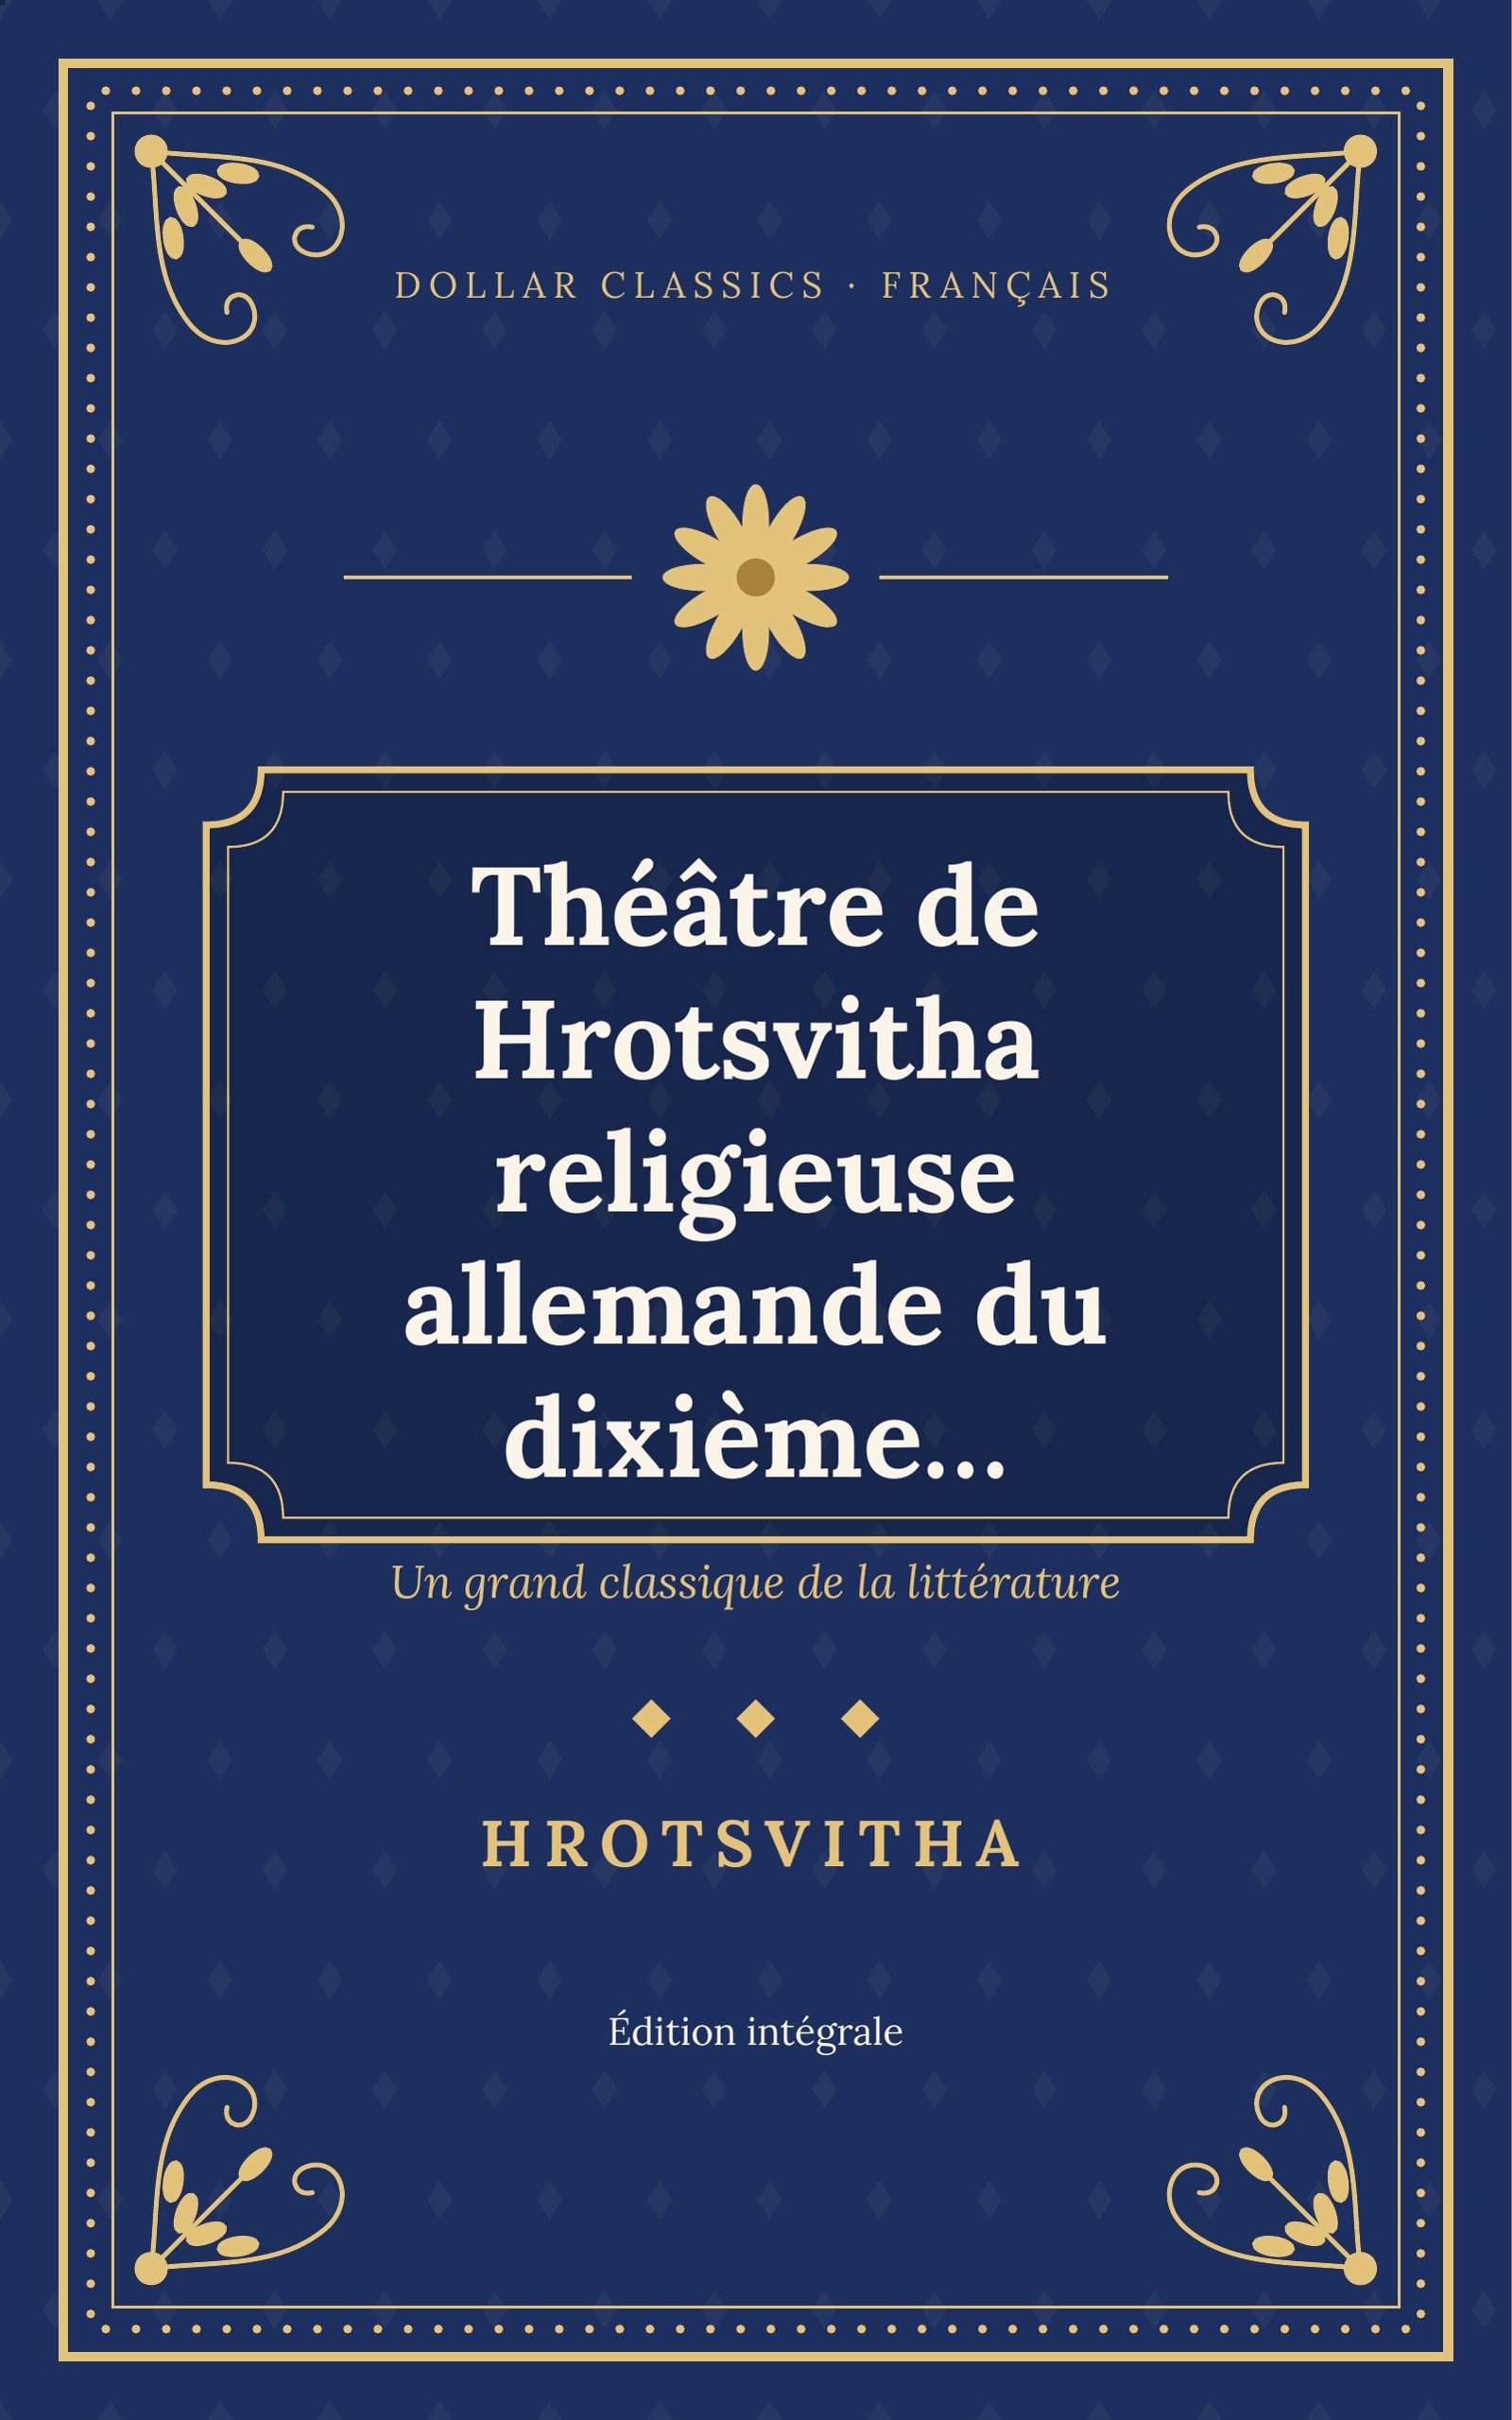 DOLLAR CLASSICS · FRANÇAIS
Théâtre de
Hrotsvitha
religieuse
allemande du
dixième...
Un grand classique de la littérature
HROTSVITHA
Édition intégrale